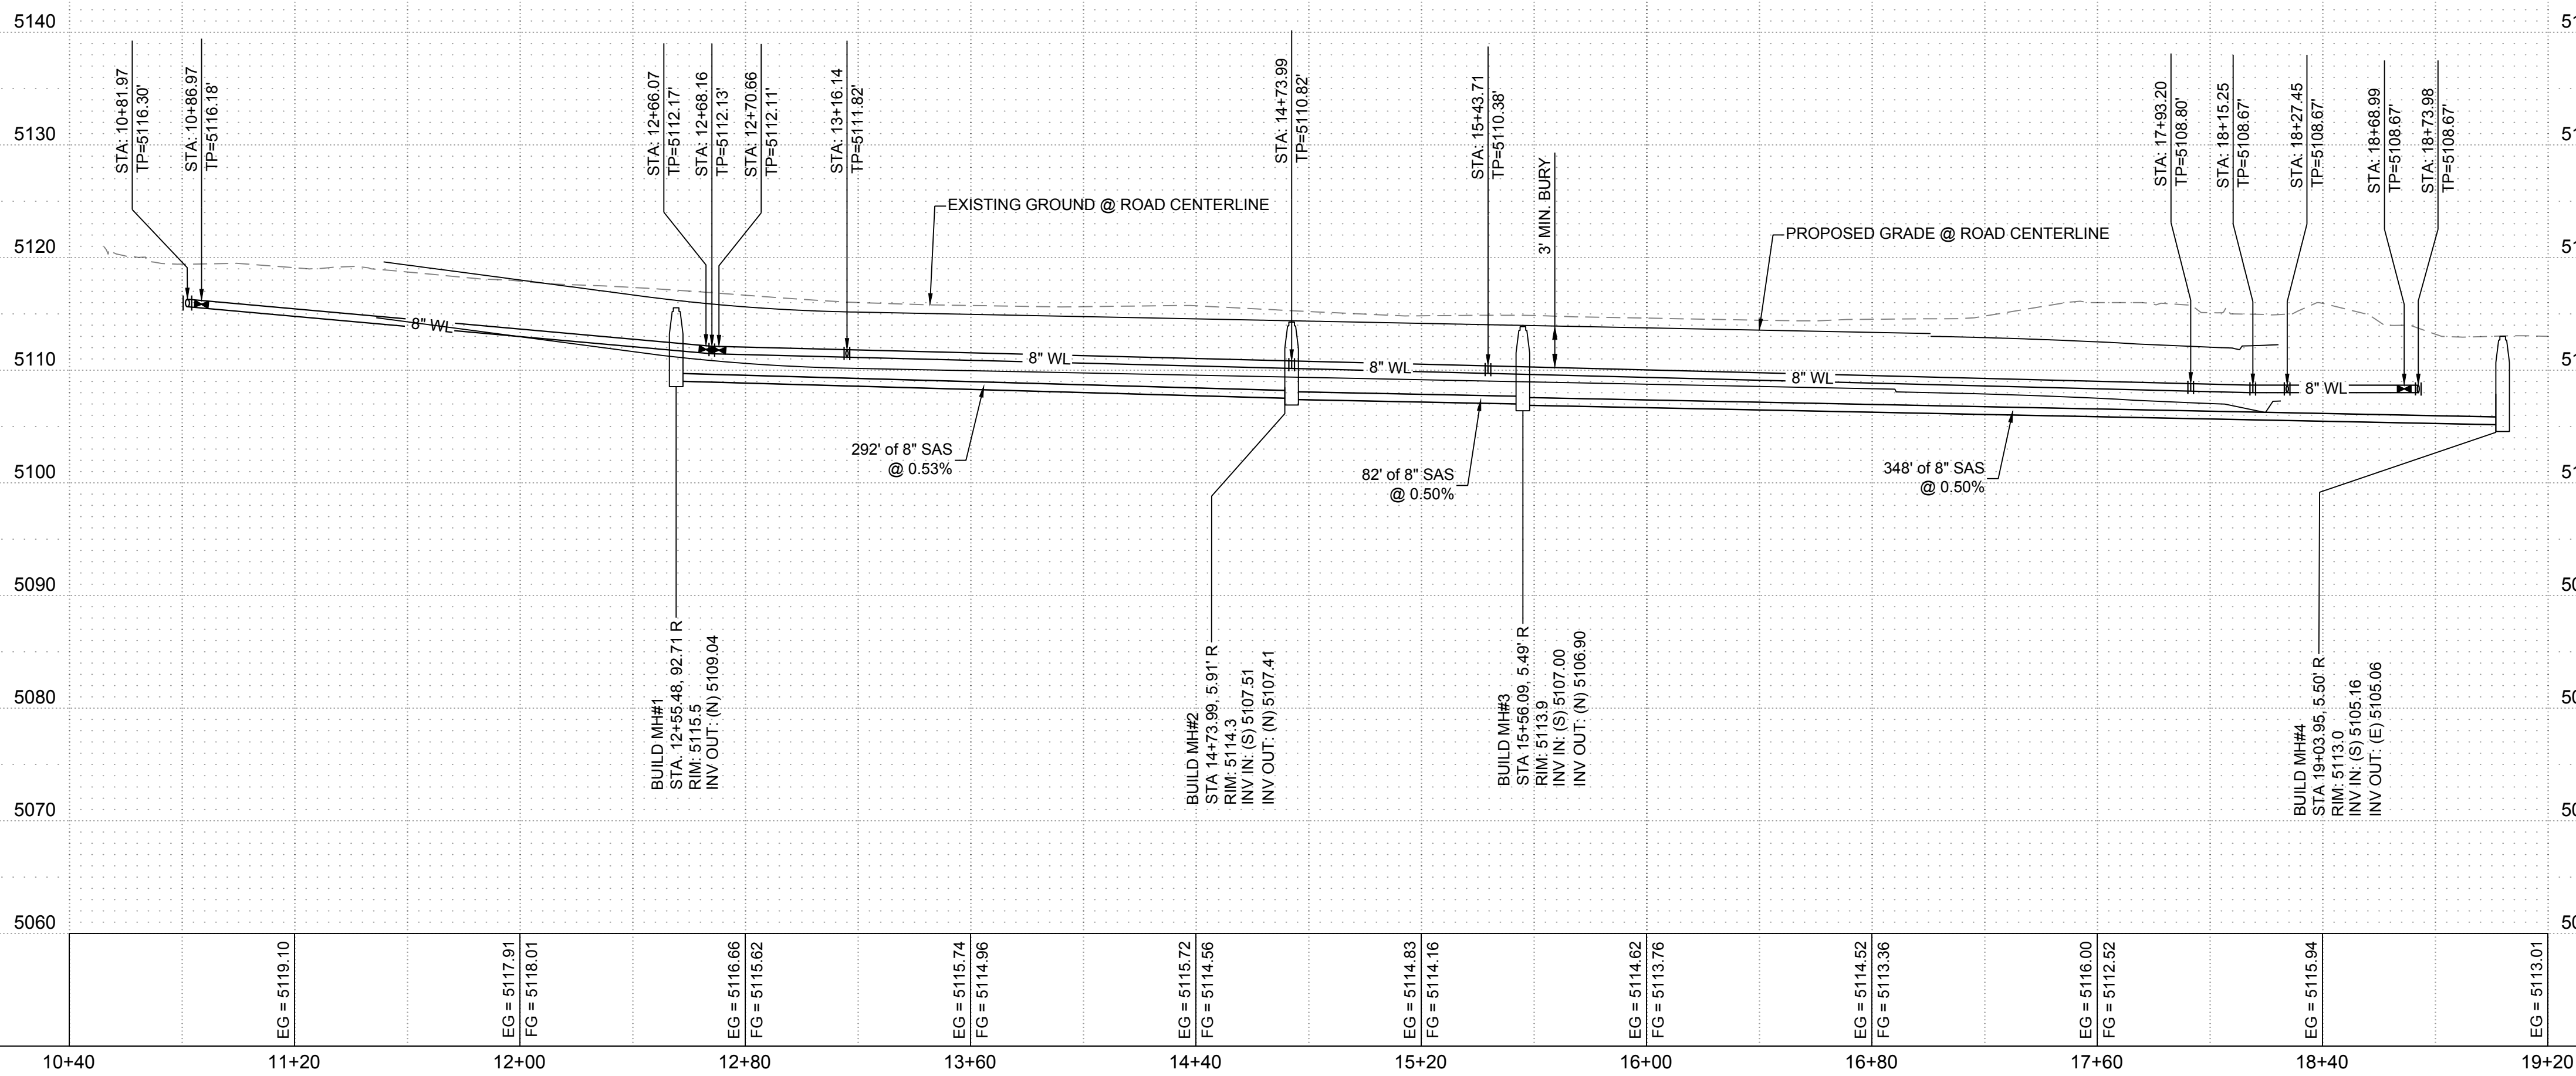 5140
5130
5120
5110
5100
5090
5080
5070
5060
STA: 10+81.97
TP=5116.30'
STA: 10+86.97
TP=5116.18'
STA: 12+66.07
TP=5112.17'
STA: 12+68.16
TP=5112.13'
STA: 12+70.66
TP=5112.11'
STA: 13+16.14
TP=5111.82'
STA: 14+73.99
TP=5110.82'
STA: 15+43.71
TP=5110.38'
3' MIN. BURY
STA: 17+93.20
TP=5108.80'
STA: 18+15.25
TP=5108.67'
STA: 18+27.45
TP=5108.67'
STA: 18+68.99
TP=5108.67'
STA: 18+73.98
TP=5108.67'
EXISTING GROUND @ ROAD CENTERLINE
PROPOSED GRADE @ ROAD CENTERLINE
8" WL
8" WL
8" WL
8" WL
8" WL
292' of 8" SAS
@ 0.53%
82' of 8" SAS
@ 0.50%
348' of 8" SAS
@ 0.50%
BUILD MH#1
STA. 12+55.48, 92.71 R
RIM: 5115.5
INV OUT: (N) 5109.04
BUILD MH#2
STA 14+73.99, 5.91' R
RIM: 5114.3
INV IN: (S) 5107.51
INV OUT: (N) 5107.41
BUILD MH#3
STA 15+56.09, 5.49' R
RIM: 5113.9
INV IN: (S) 5107.00
INV OUT: (N) 5106.90
BUILD MH#4
STA 19+03.95, 5.50' R
RIM: 5113.0
INV IN: (S) 5105.16
INV OUT: (E) 5105.06
EG = 5119.10
EG = 5117.91
FG = 5118.01
EG = 5116.66
FG = 5115.62
EG = 5115.74
FG = 5114.96
EG = 5115.72
FG = 5114.56
EG = 5114.83
FG = 5114.16
EG = 5114.62
FG = 5113.76
EG = 5114.52
FG = 5113.36
EG = 5116.00
FG = 5112.52
EG = 5115.94
EG = 5113.01
10+40
11+20
12+00
12+80
13+60
14+40
15+20
16+00
16+80
17+60
18+40
19+20